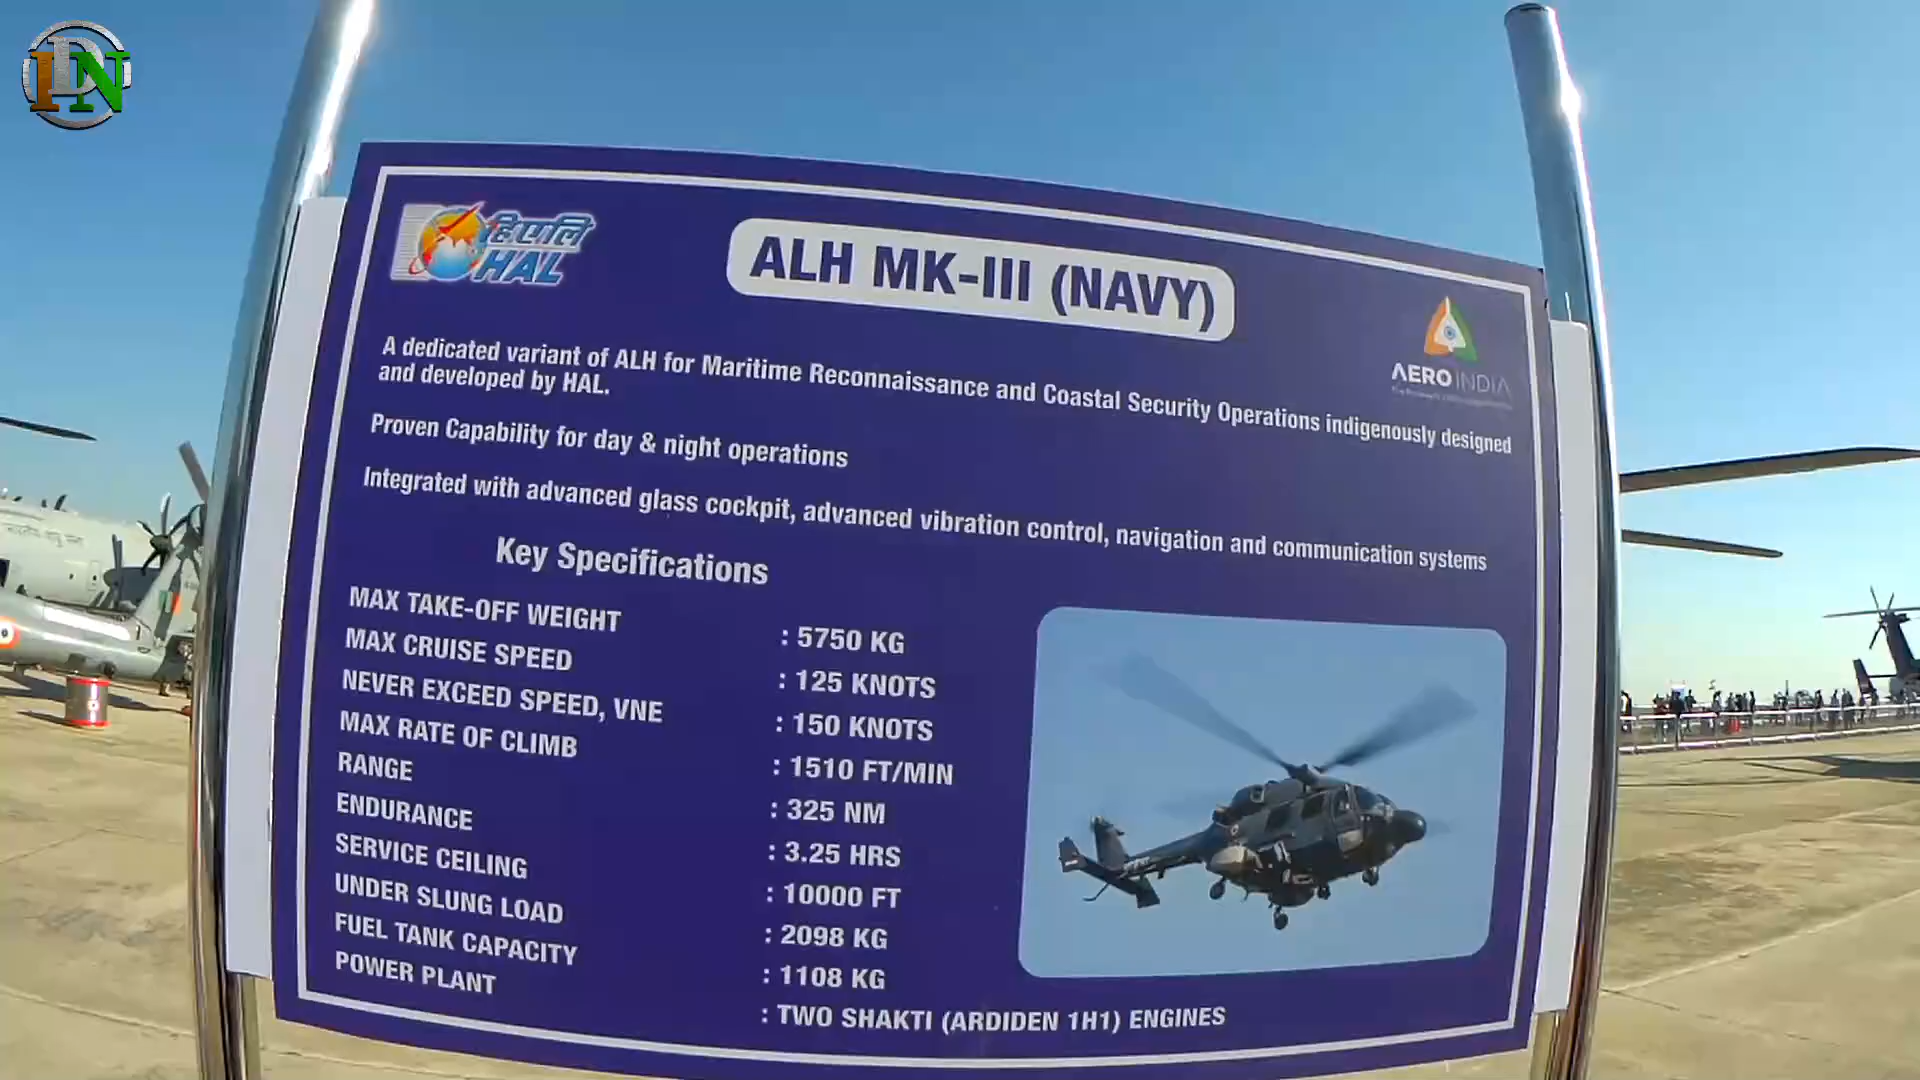 IDN
हिएएलि
HAL
ALH MK-III (NAVY)
AERO INDIA
A dedicated variant of ALH for Maritime Reconnaissance and Coastal Security Operations indigenously designed
and developed by HAL.
Proven Capability for day & night operations
Integrated with advanced glass cockpit, advanced vibration control, navigation and communication systems
Key Specifications
MAX TAKE-OFF WEIGHT : 5750 KG
MAX CRUISE SPEED : 125 KNOTS
NEVER EXCEED SPEED, VNE : 150 KNOTS
MAX RATE OF CLIMB : 1510 FT/MIN
RANGE : 325 NM
ENDURANCE : 3.25 HRS
SERVICE CEILING : 10000 FT
UNDER SLUNG LOAD : 2098 KG
FUEL TANK CAPACITY : 1108 KG
POWER PLANT : TWO SHAKTI (ARDIDEN 1H1) ENGINES